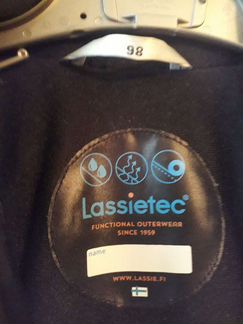 98
Lassietec®
FUNCTIONAL OUTERWEAR
SINCE 1959
name
WWW.LASSIE.FI